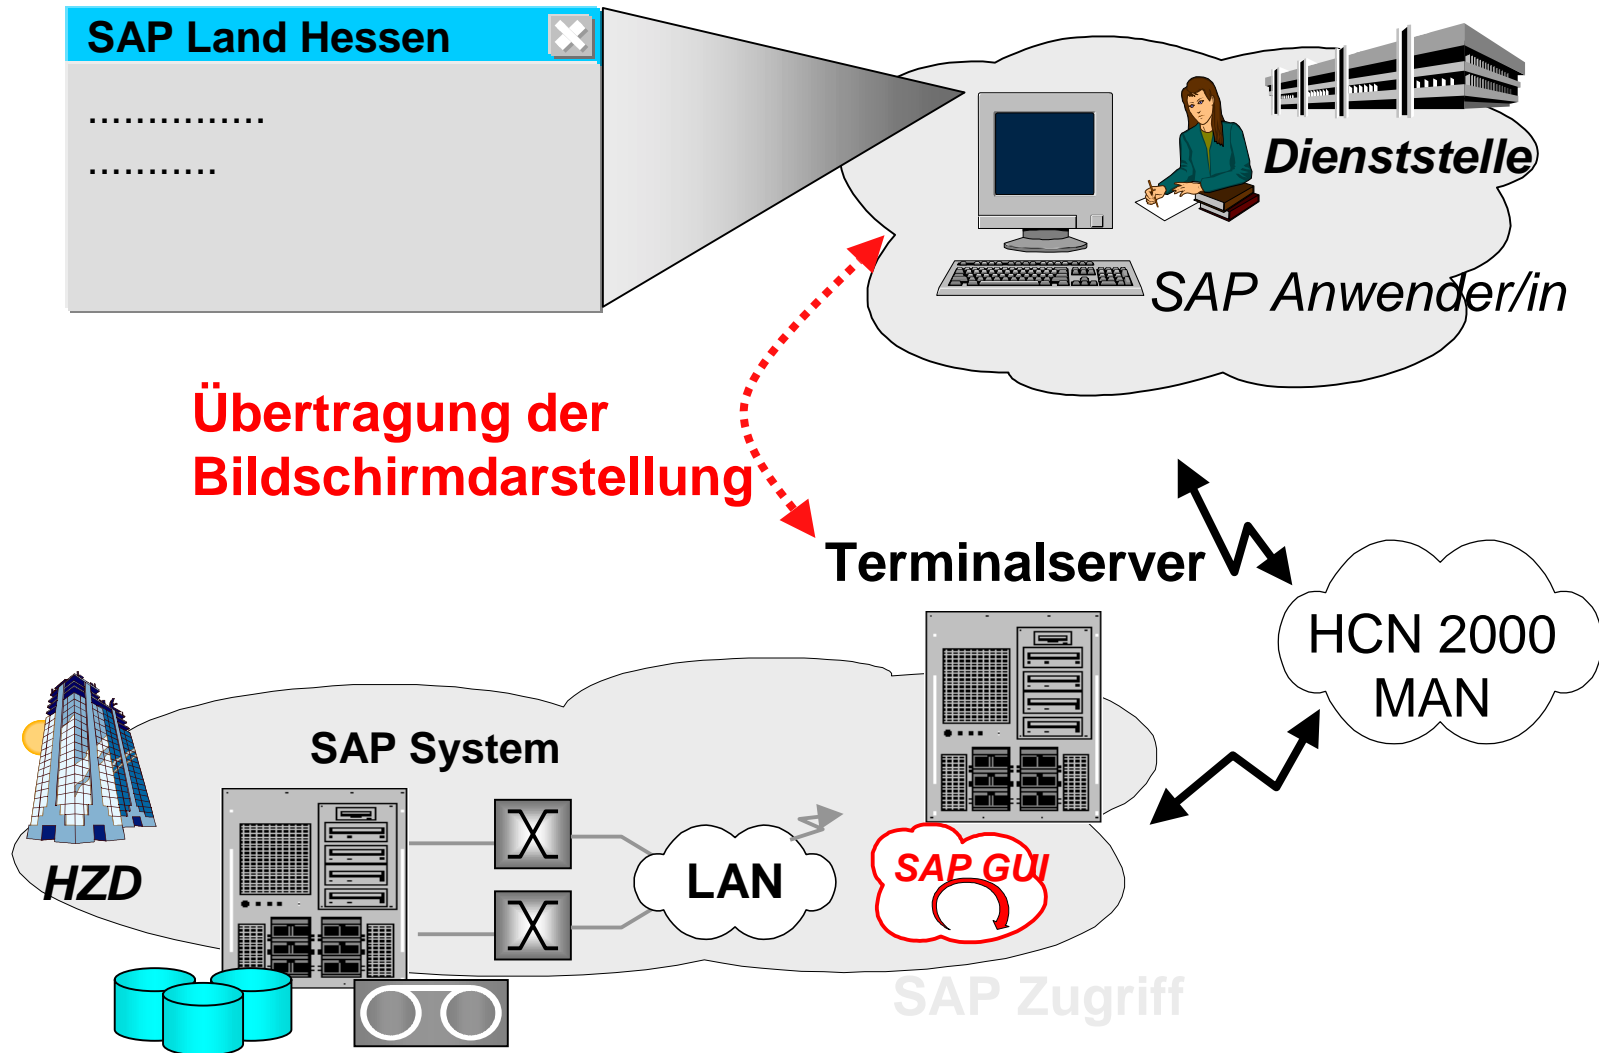 SAP Land Hessen
...............
...........
Dienststelle
SAP Anwender/in
Übertragung der
Bildschirmdarstellung
Terminalserver
HCN 2000
MAN
SAP System
HZD
LAN
SAP GUI
SAP Zugriff